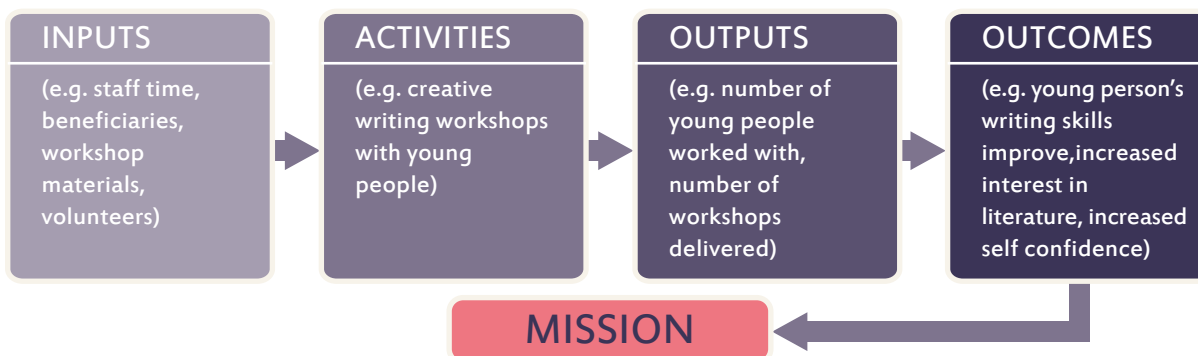 INPUTS
(e.g. staff time,
beneficiaries,
workshop
materials,
volunteers)
ACTIVITIES
(e.g. creative
writing workshops
with young
people)
OUTPUTS
(e.g. number of
young people
worked with,
number of
workshops
delivered)
OUTCOMES
(e.g. young person’s
writing skills
improve,increased
interest in
literature, increased
self confidence)
MISSION